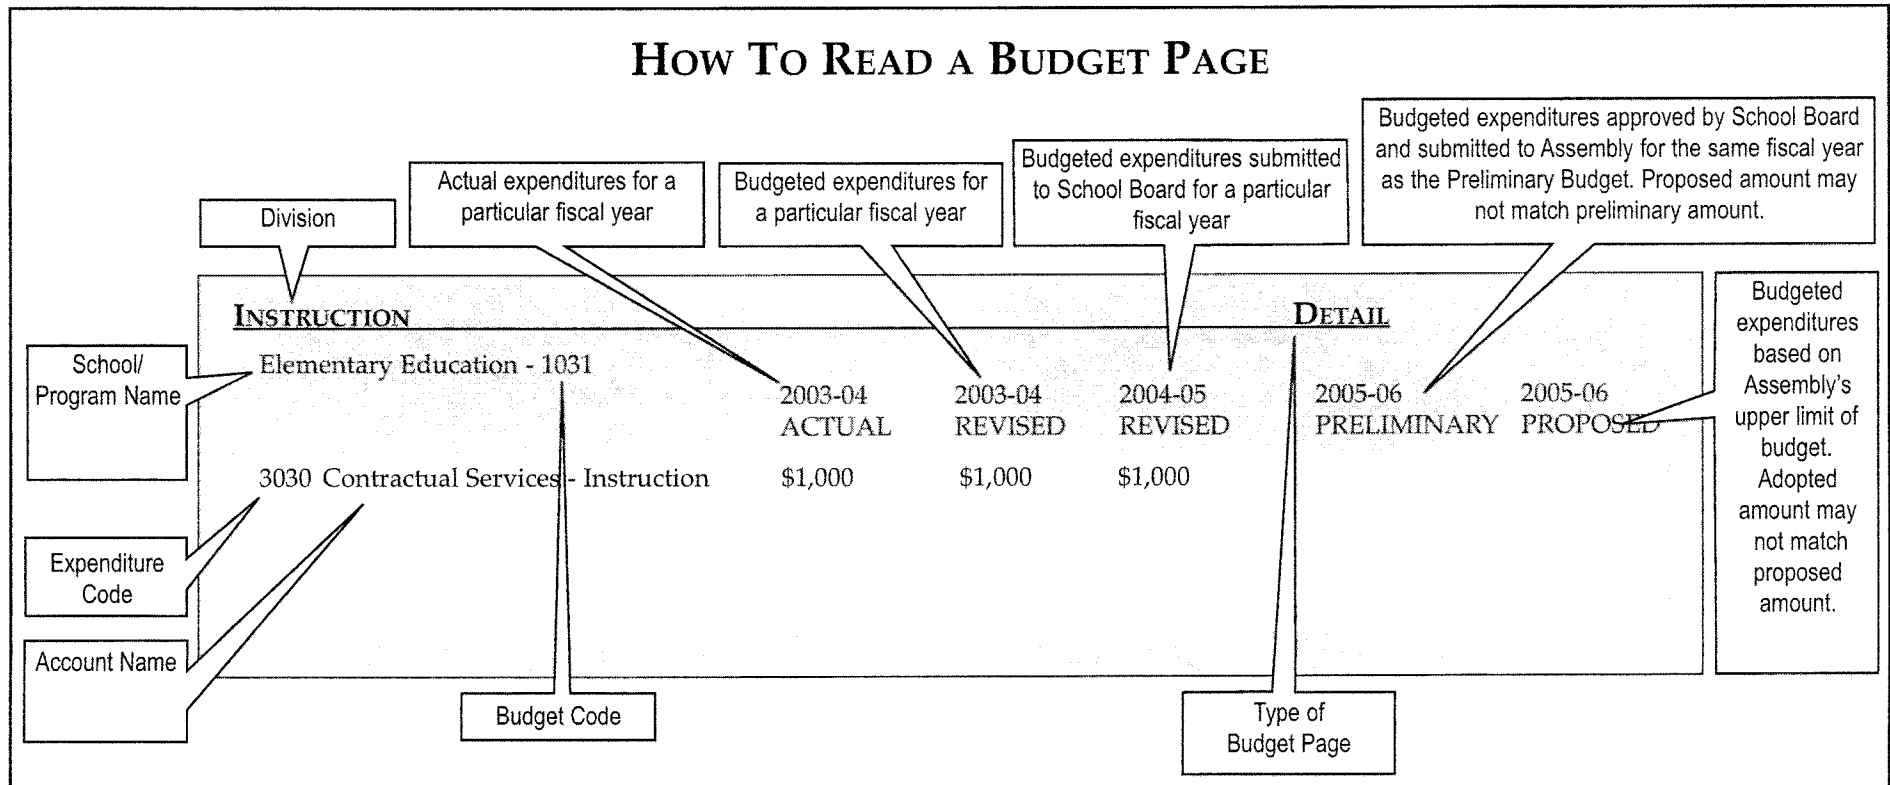 HOW TO READ A BUDGET PAGE
Budgeted expenditures approved by School Board
and submitted to Assembly for the same fiscal year
as the Preliminary Budget. Proposed amount may
not match preliminary amount.
Budgeted expenditures submitted
to School Board for a particular
fiscal year
Budgeted expenditures for
a particular fiscal year
Actual expenditures for a
particular fiscal year
Division
INSTRUCTION
DETAIL
School/
Program Name
Elementary Education - 1031
2003-04 2003-04 2004-05 2005-06 2005-06
ACTUAL REVISED REVISED PRELIMINARY PROPOSED
3030 Contractual Services - Instruction $1,000 $1,000 $1,000
Budgeted
expenditures
based on
Assembly's
upper limit of
budget.
Adopted
amount may
not match
proposed
amount.
Expenditure
Code
Account Name
Budget Code
Type of
Budget Page